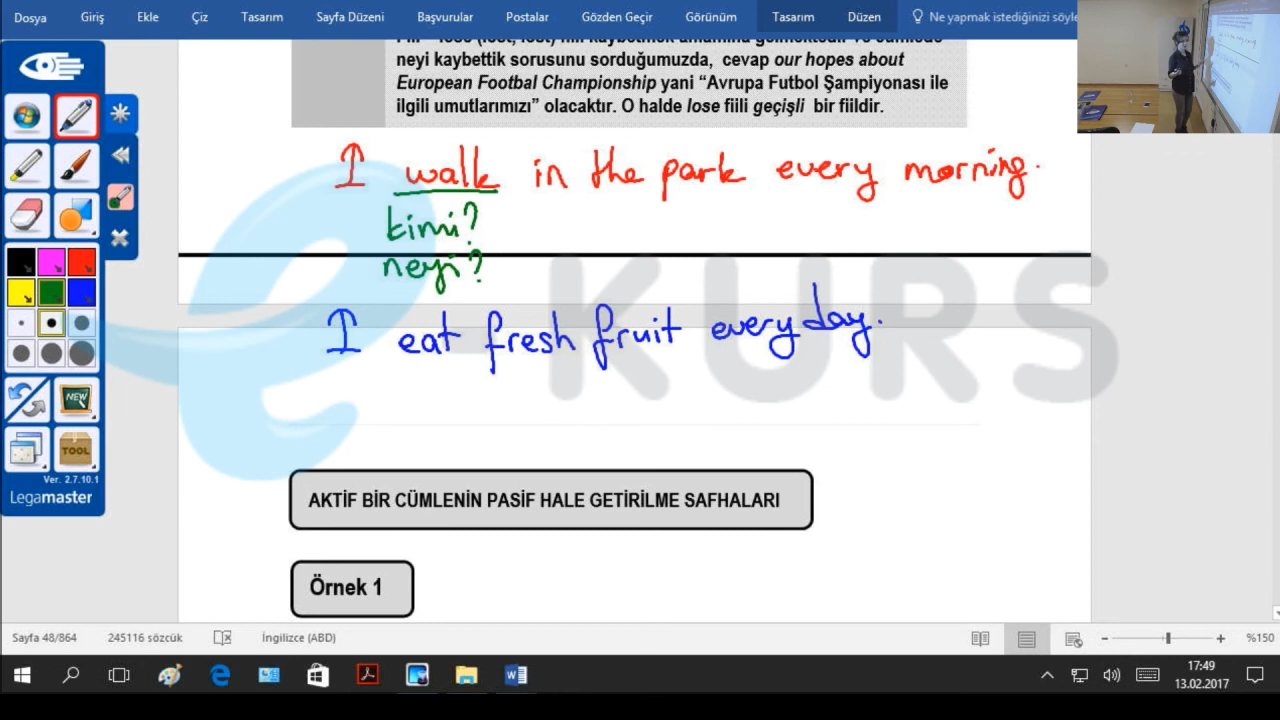 Dosya Giriş Ekle Çiz Tasarım Sayfa Düzeni Başvurular Postalar Gözden Geçir Görünüm Tasarım Düzen Ne yapmak istediğinizi söyle
neyi kaybettik sorusunu sorduğumuzda, cevap our hopes about
European Footbal Championship yani “Avrupa Futbol Şampiyonası ile
ilgili umutlarımızı” olacaktır. O halde lose fiili geçişli bir fiildir.
I walk in the park every morning.
kimi?
neyi?
I eat fresh fruit everyday.
e-KURS
NEW
TOOL
Ver. 2.7.10.1
Legamaster
AKTİF BİR CÜMLENİN PASİF HALE GETİRİLME SAFHALARI
Örnek 1
Sayfa 48/864 245116 sözcük İngilizce (ABD) %150
17:49
13.02.2017